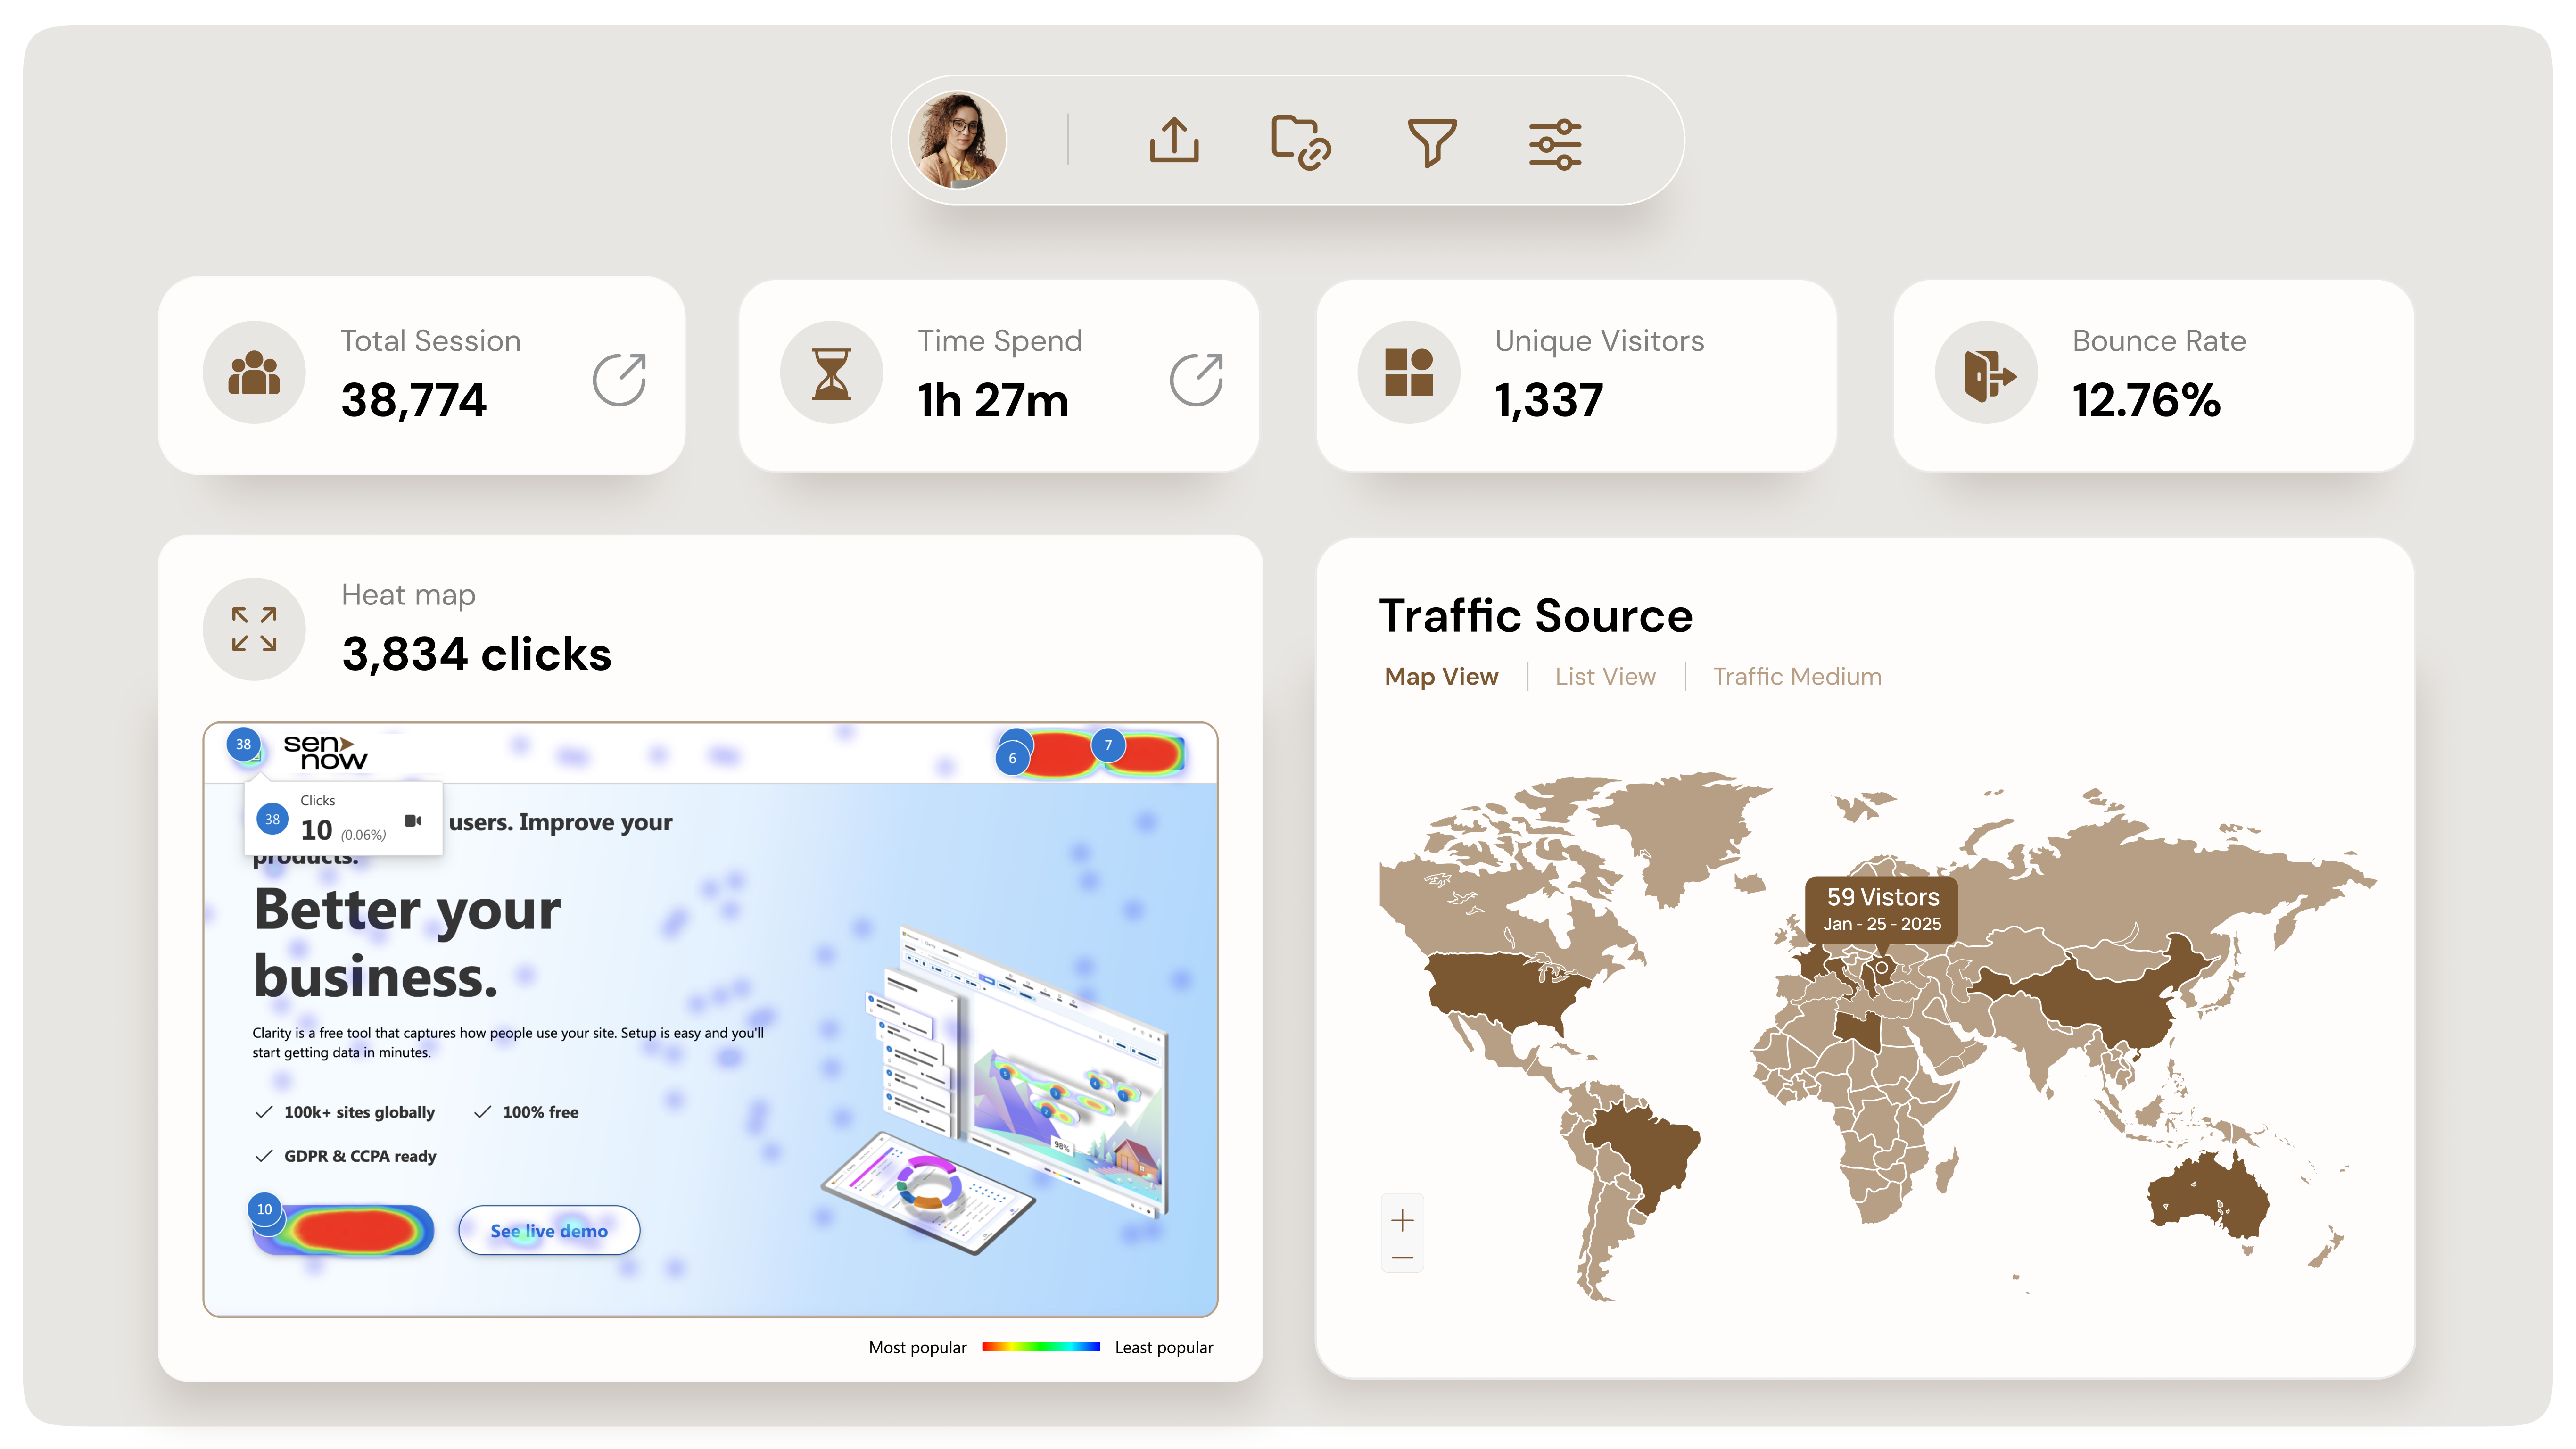 Total Session
38,774
Time Spend
1h 27m
Unique Visitors
1,337
Bounce Rate
12.76%
Heat map
3,834 clicks
38
sen
now
6
7
38
Clicks
10 (0.06%)
users. Improve your
products.
Better your
business.
Clarity is a free tool that captures how people use your site. Setup is easy and you'll
start getting data in minutes.
100k+ sites globally
100% free
GDPR & CCPA ready
10
See live demo
98%
Most popular
Least popular
Traffic Source
Map View
List View
Traffic Medium
59 Vistors
Jan - 25 - 2025